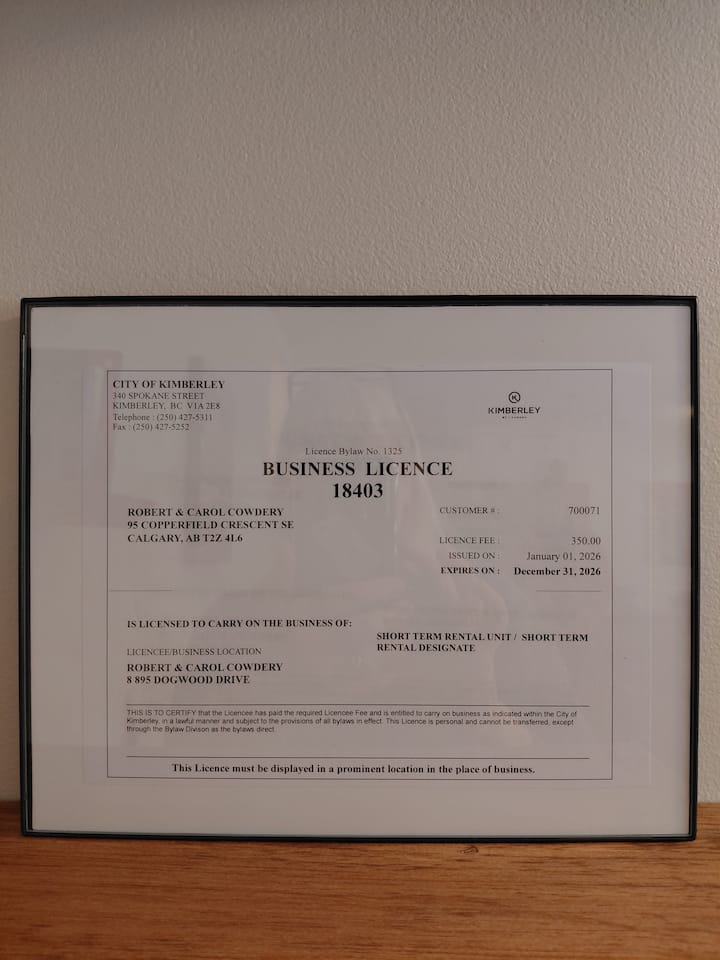 CITY OF KIMBERLEY
340 SPOKANE STREET
KIMBERLEY, BC V1A 2E8
Telephone : (250) 427-5311
Fax : (250) 427-5252
K
KIMBERLEY
Licence Bylaw No. 1325
BUSINESS LICENCE
18403
ROBERT & CAROL COWDERY
95 COPPERFIELD CRESCENT SE
CALGARY, AB T2Z 4L6
CUSTOMER # : 700071
LICENCE FEE : 350.00
ISSUED ON : January 01, 2026
EXPIRES ON : December 31, 2026
IS LICENSED TO CARRY ON THE BUSINESS OF:
SHORT TERM RENTAL UNIT / SHORT TERM
RENTAL DESIGNATE
LICENCEE/BUSINESS LOCATION
ROBERT & CAROL COWDERY
8 895 DOGWOOD DRIVE
THIS IS TO CERTIFY that the Licencee has paid the required Licencee Fee and is entitled to carry on business as indicated within the City of
Kimberley, in a lawful manner and subject to the provisions of all bylaws in effect. This Licence is personal and cannot be transferred, except
through the Bylaw Divison as the bylaws direct.
This Licence must be displayed in a prominent location in the place of business.